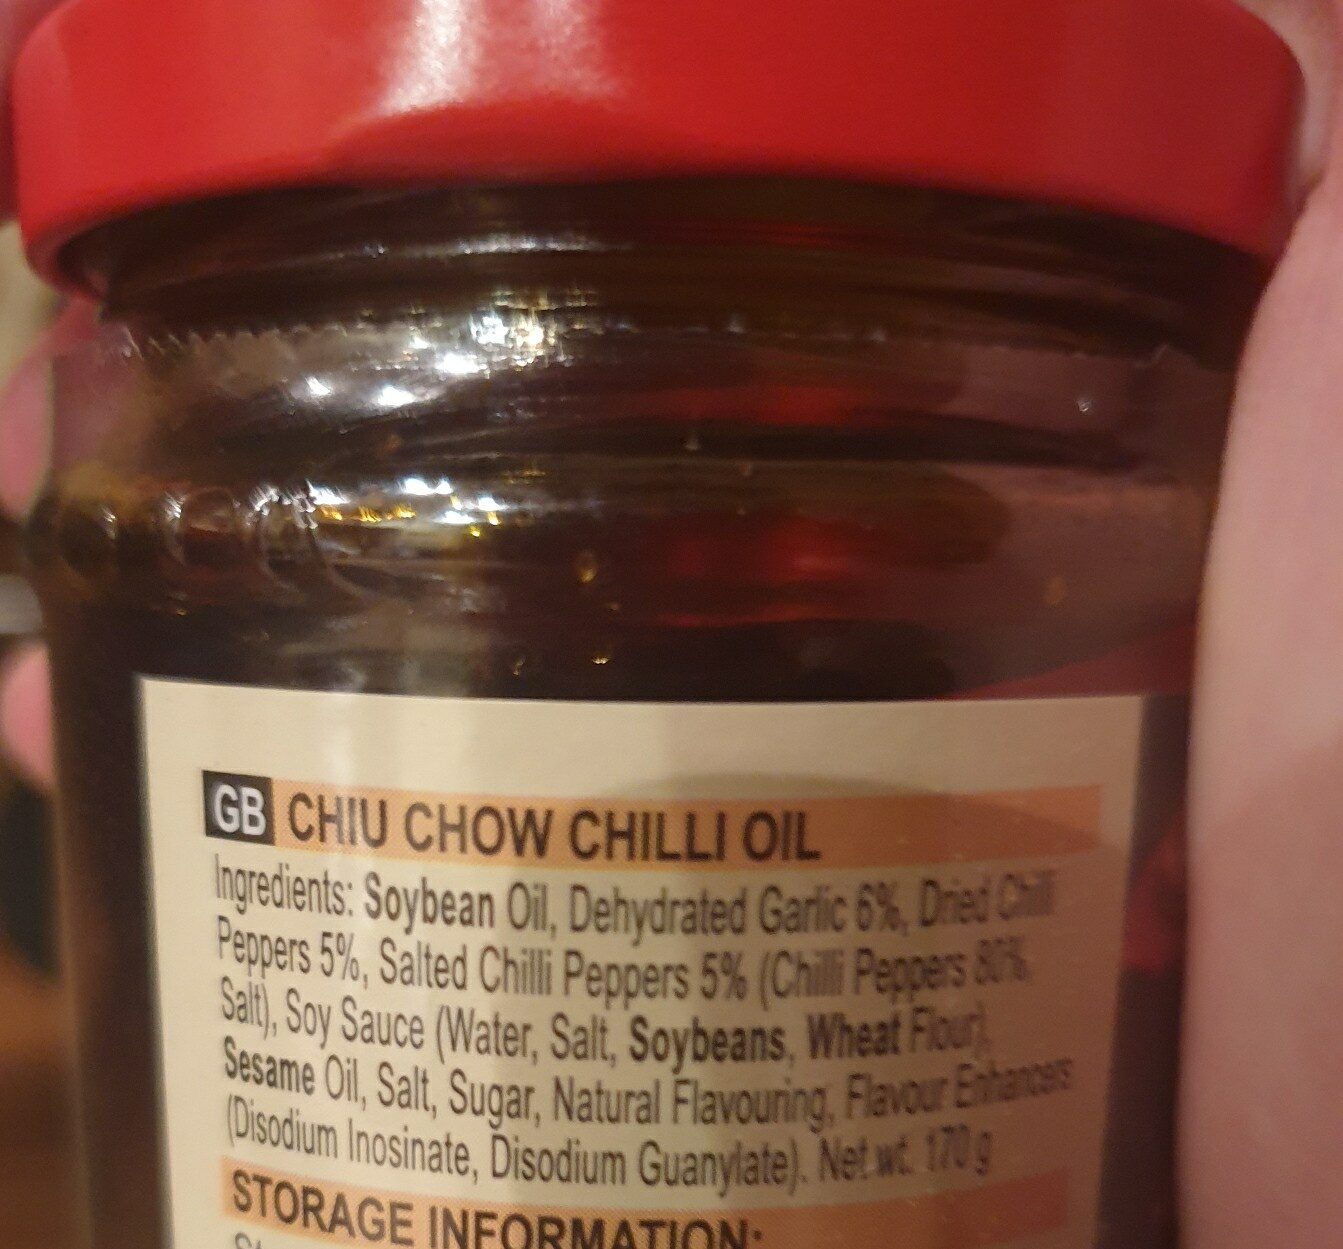 GB CHIU CHOW CHILLI OIL
Ingredients: Soybean Oil, Dehydrated Garlic 6%, Dried Chilli
Peppers 5%, Salted Chilli Peppers 5% (Chilli Peppers 80%,
Salt), Soy Sauce (Water, Salt, Soybeans, Wheat Flour),
Sesame Oil, Salt, Sugar, Natural Flavouring, Flavour Enhancers
(Disodium Inosinate, Disodium Guanylate). Net wt. 170 g
STORAGE INFORMATION: